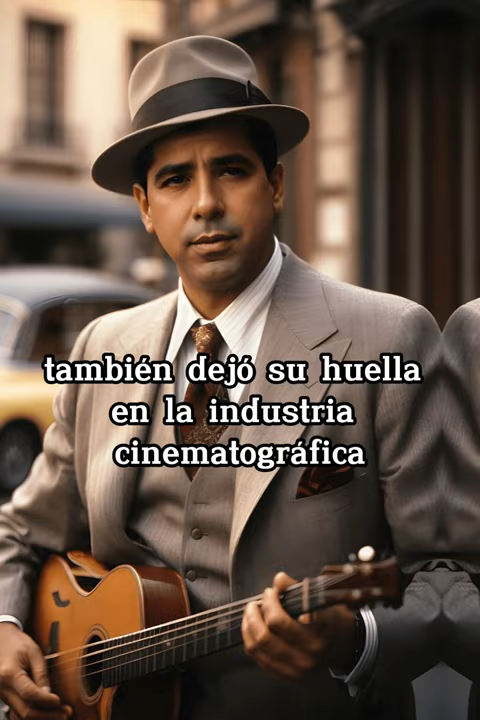 también dejó su huella
en la industria
cinematográfica